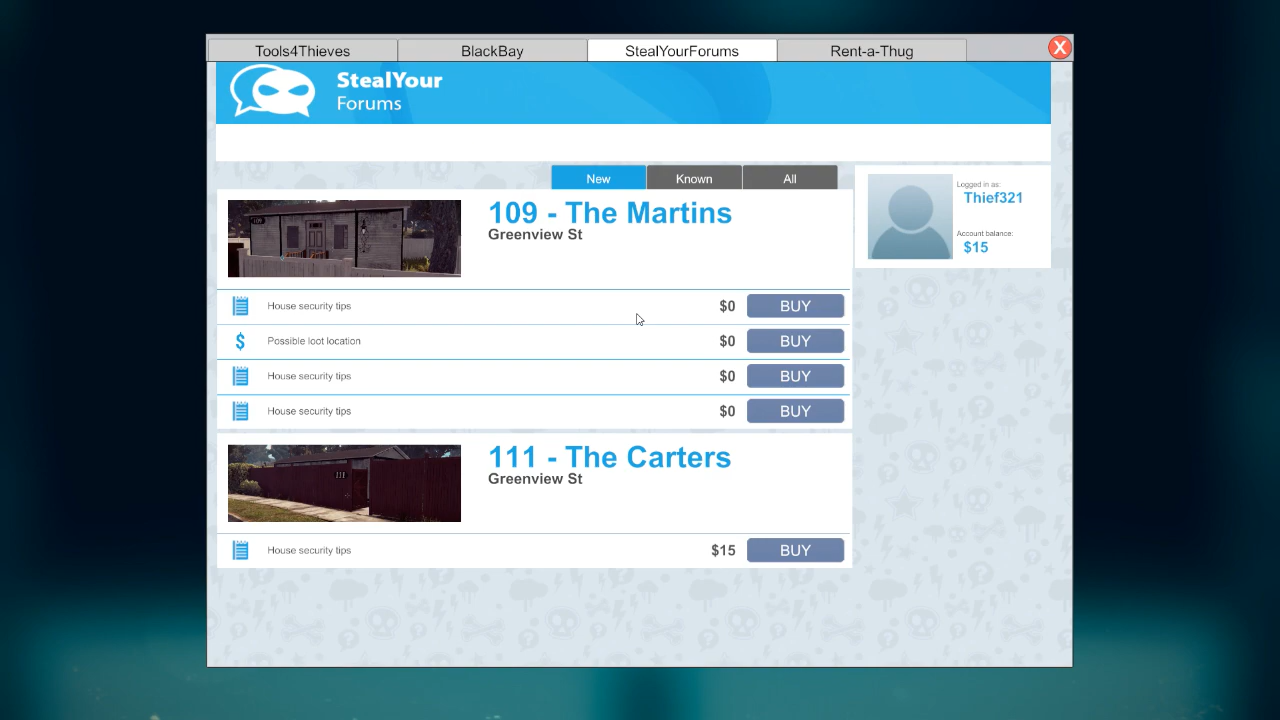 Tools4Thieves
BlackBay
StealYourForums
Rent-a-Thug
X
StealYour
Forums
New
Known
All
Logged in as:
Thief321
Account balance:
$15
109 - The Martins
Greenview St
House security tips $0 BUY
Possible loot location $0 BUY
House security tips $0 BUY
House security tips $0 BUY
111 - The Carters
Greenview St
111
House security tips $15 BUY